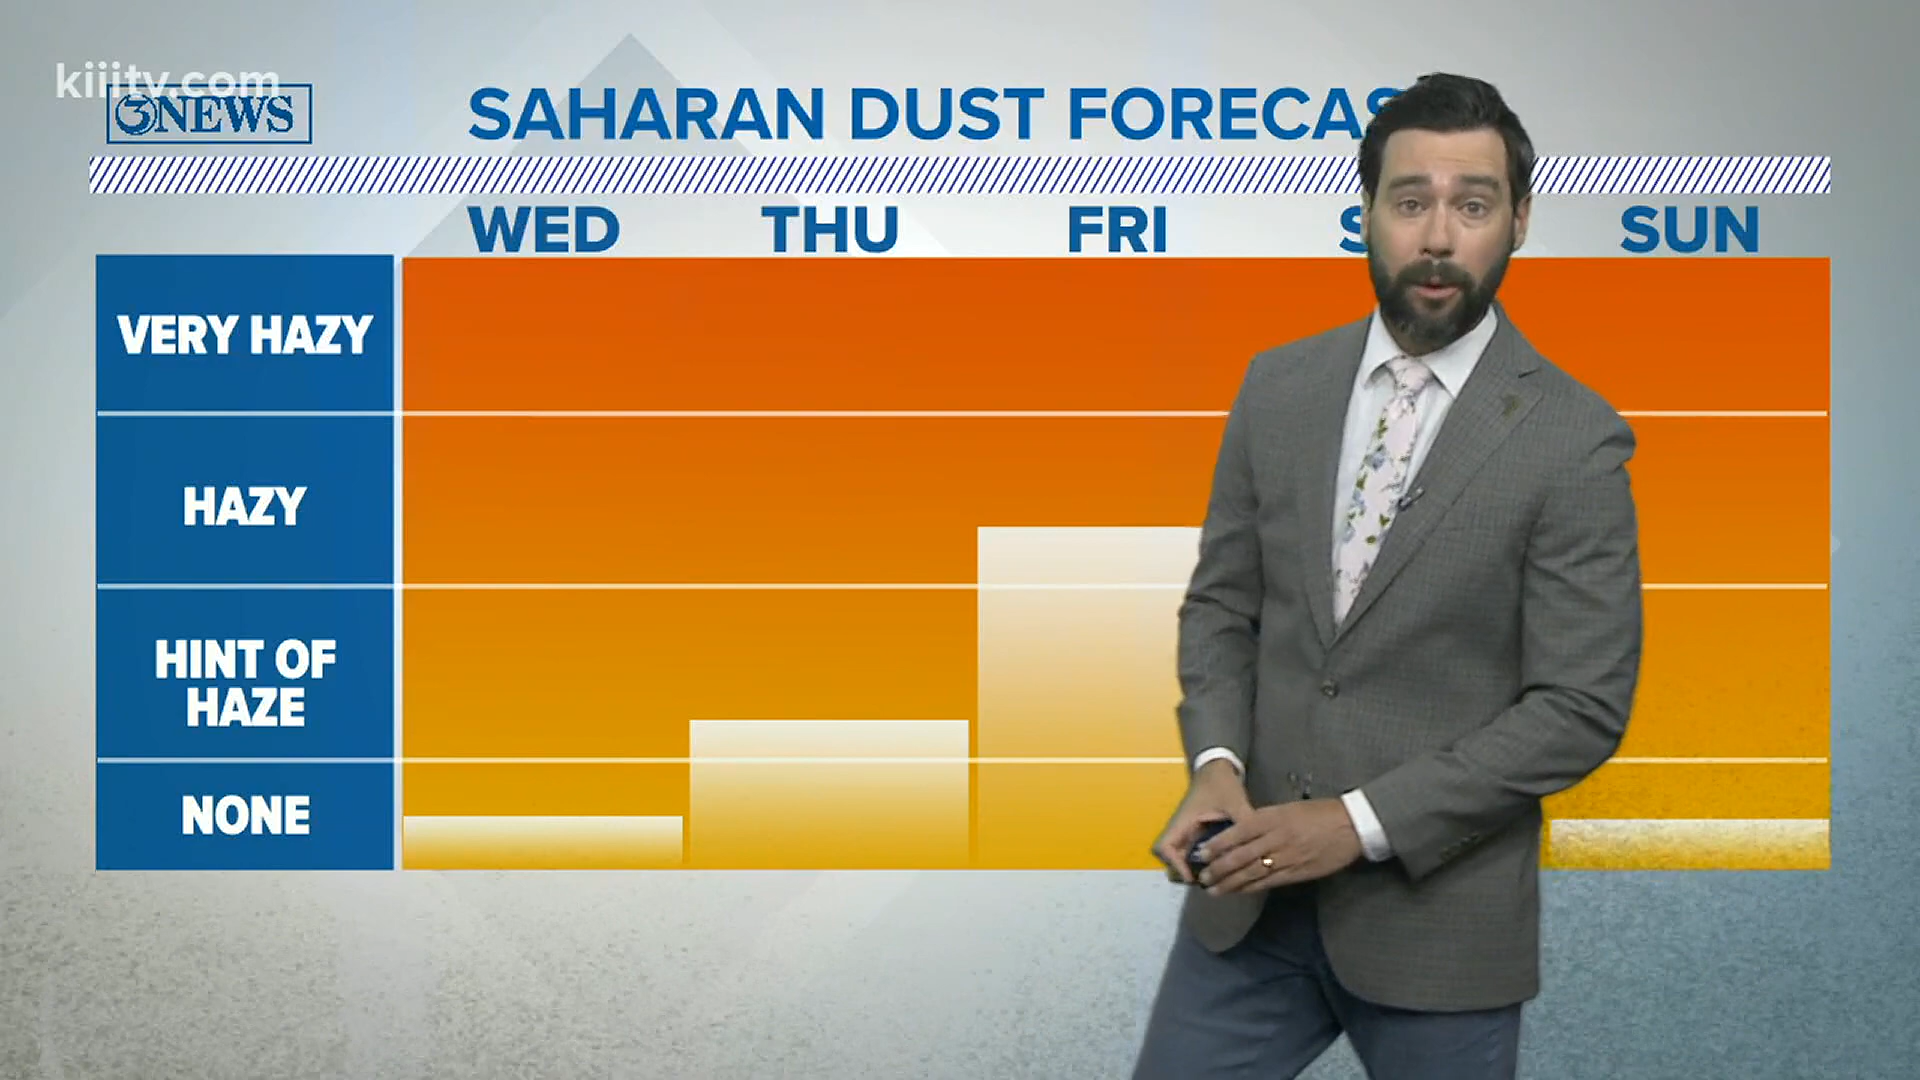 kiiitv.com
3NEWS
SAHARAN DUST FORECAS
WED THU FRI S SUN
VERY HAZY
HAZY
HINT OF
HAZE
NONE